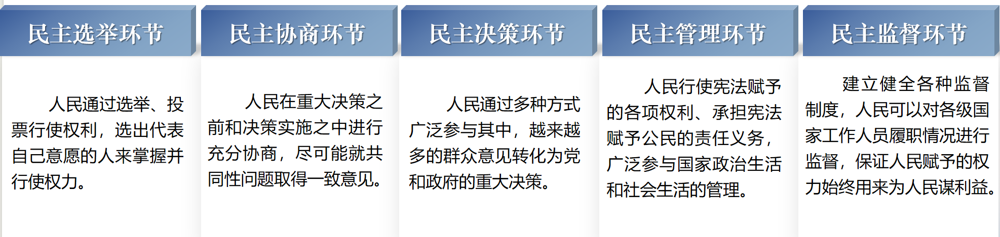 民主选举环节
人民通过选举、投
票行使权利，选出代表
自己意愿的人来掌握并
行使权力。
民主协商环节
人民在重大决策之
前和决策实施之中进行
充分协商，尽可能就共
同性问题取得一致意见。
民主决策环节
人民通过多种方式
广泛参与其中，越来越
多的群众意见转化为党
和政府的重大决策。
民主管理环节
人民行使宪法赋予
的各项权利、承担宪法
赋予公民的责任义务，
广泛参与国家政治生活
和社会生活的管理。
民主监督环节
建立健全各种监督
制度，人民可以对各级国
家工作人员履职情况进行
监督，保证人民赋予的权
力始终用来为人民谋利益。